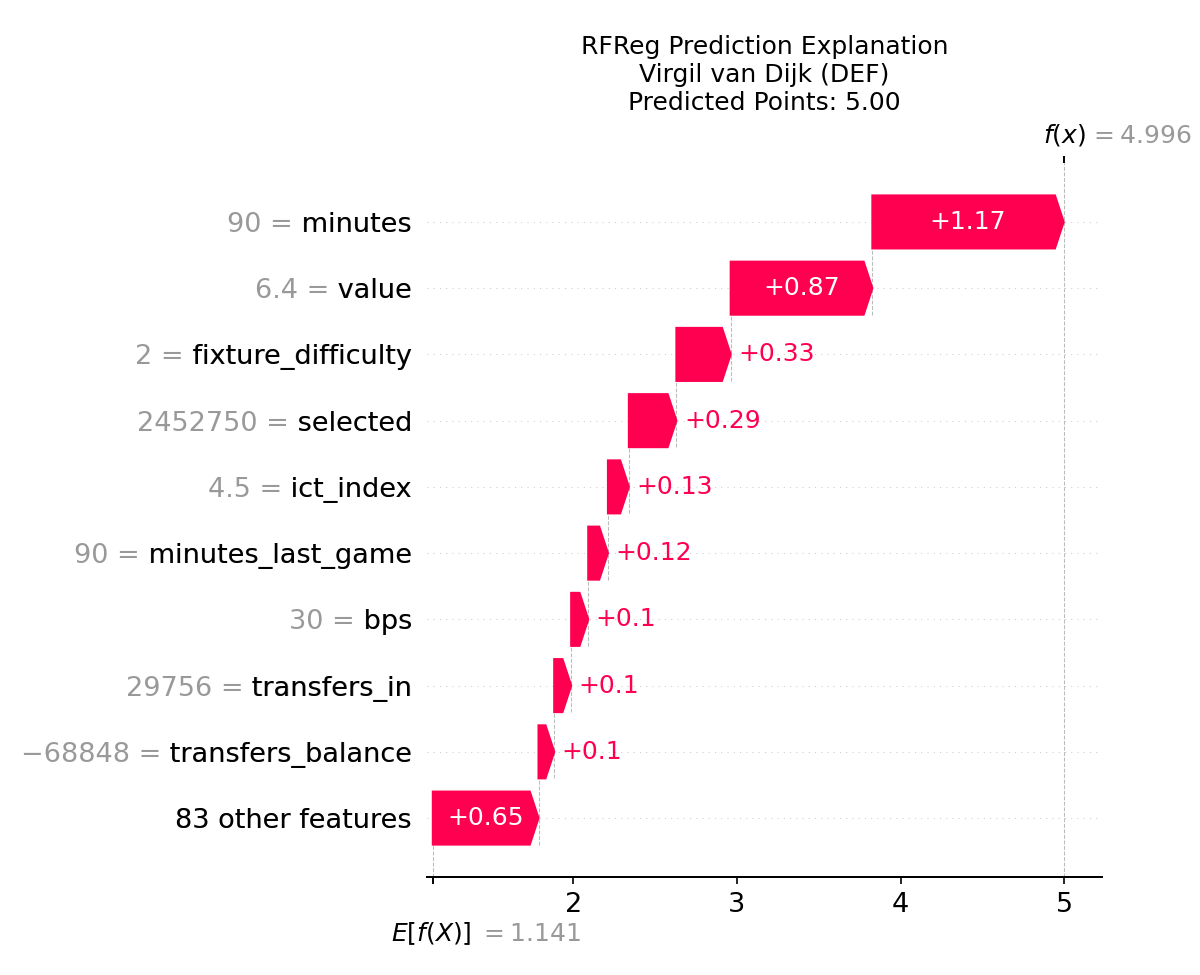 RFReg Prediction Explanation
Virgil van Dijk (DEF)
Predicted Points: 5.00
f(x) = 4.996
90 = minutes +1.17
6.4 = value +0.87
2 = fixture_difficulty +0.33
2452750 = selected +0.29
4.5 = ict_index +0.13
90 = minutes_last_game +0.12
30 = bps +0.1
29756 = transfers_in +0.1
−68848 = transfers_balance +0.1
83 other features +0.65
2 3 4 5
E[f(X)] = 1.141